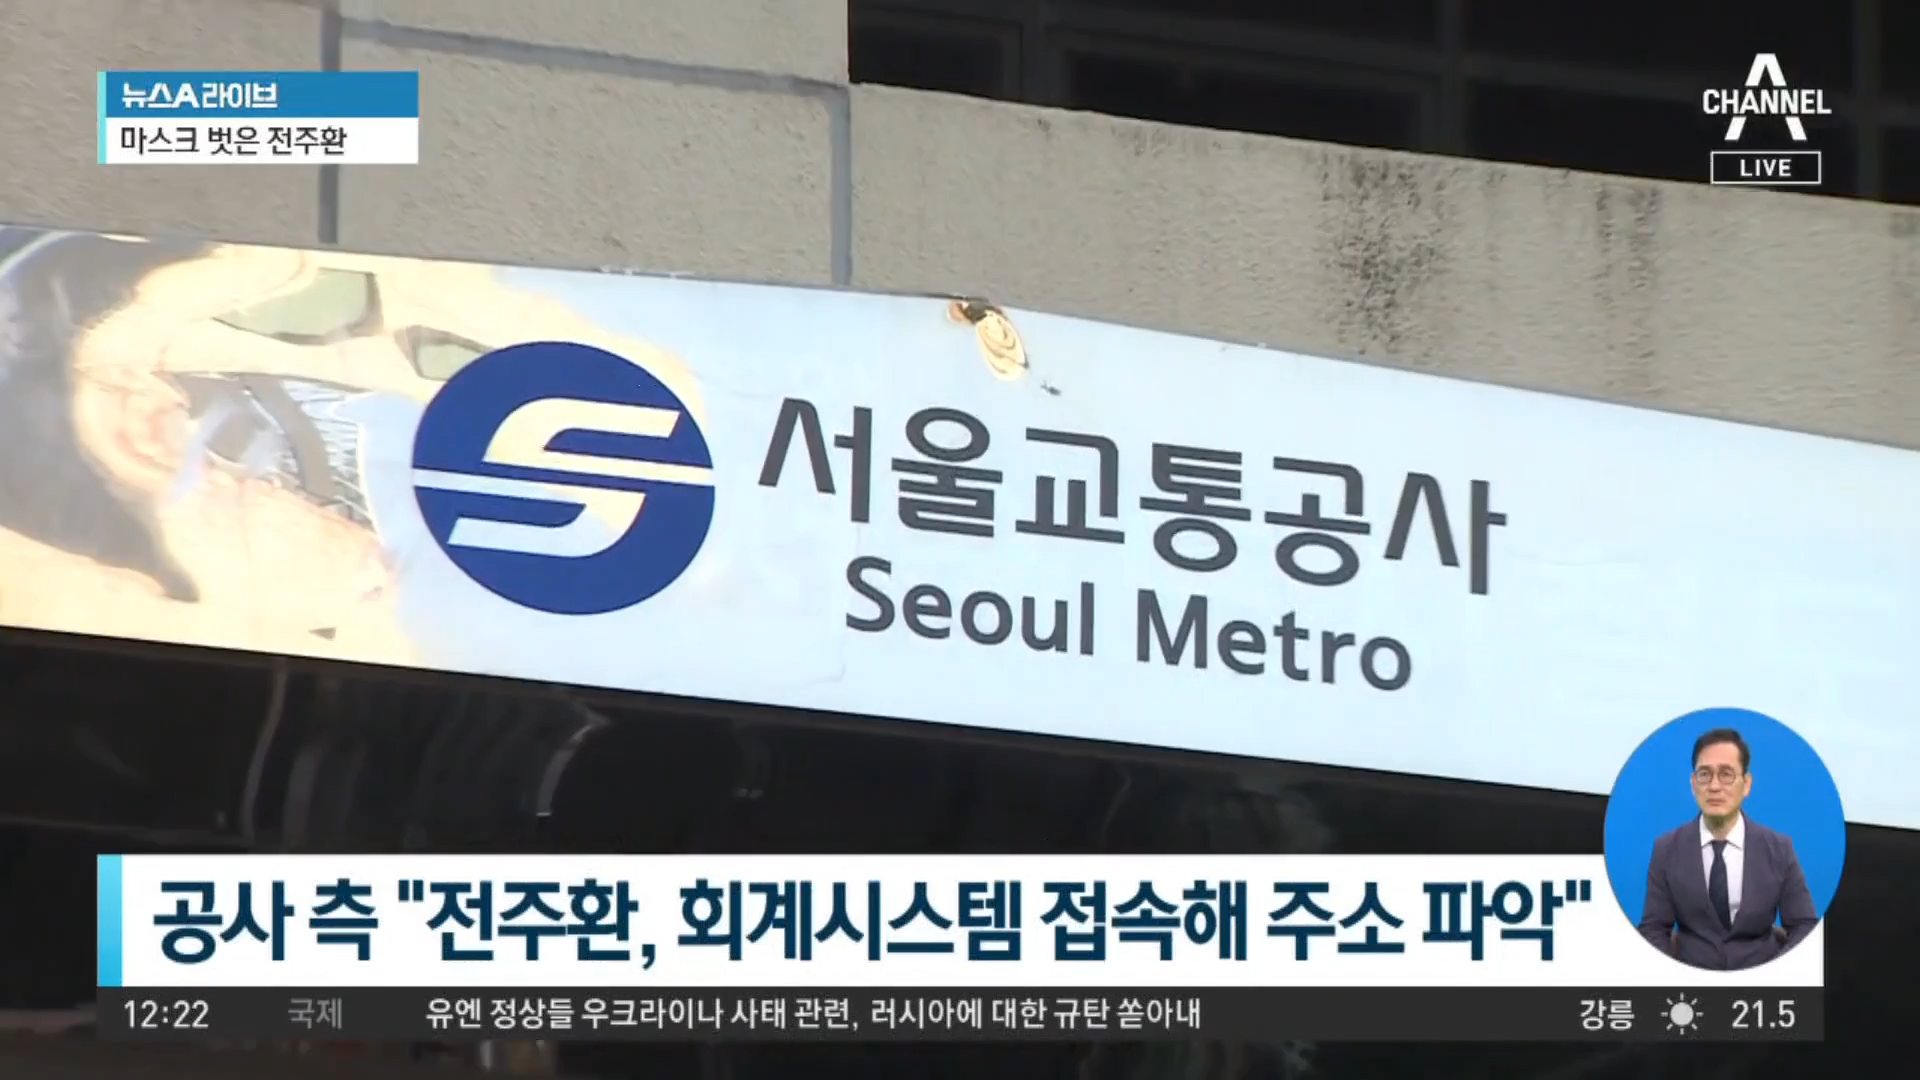 뉴스A라이브
마스크 벗은 전주환
CHANNEL A
LIVE
서울교통공사
Seoul Metro
공사 측 "전주환, 회계시스템 접속해 주소 파악"
12:22 국제 유엔 정상들 우크라이나 사태 관련, 러시아에 대한 규탄 쏟아내 강릉 21.5